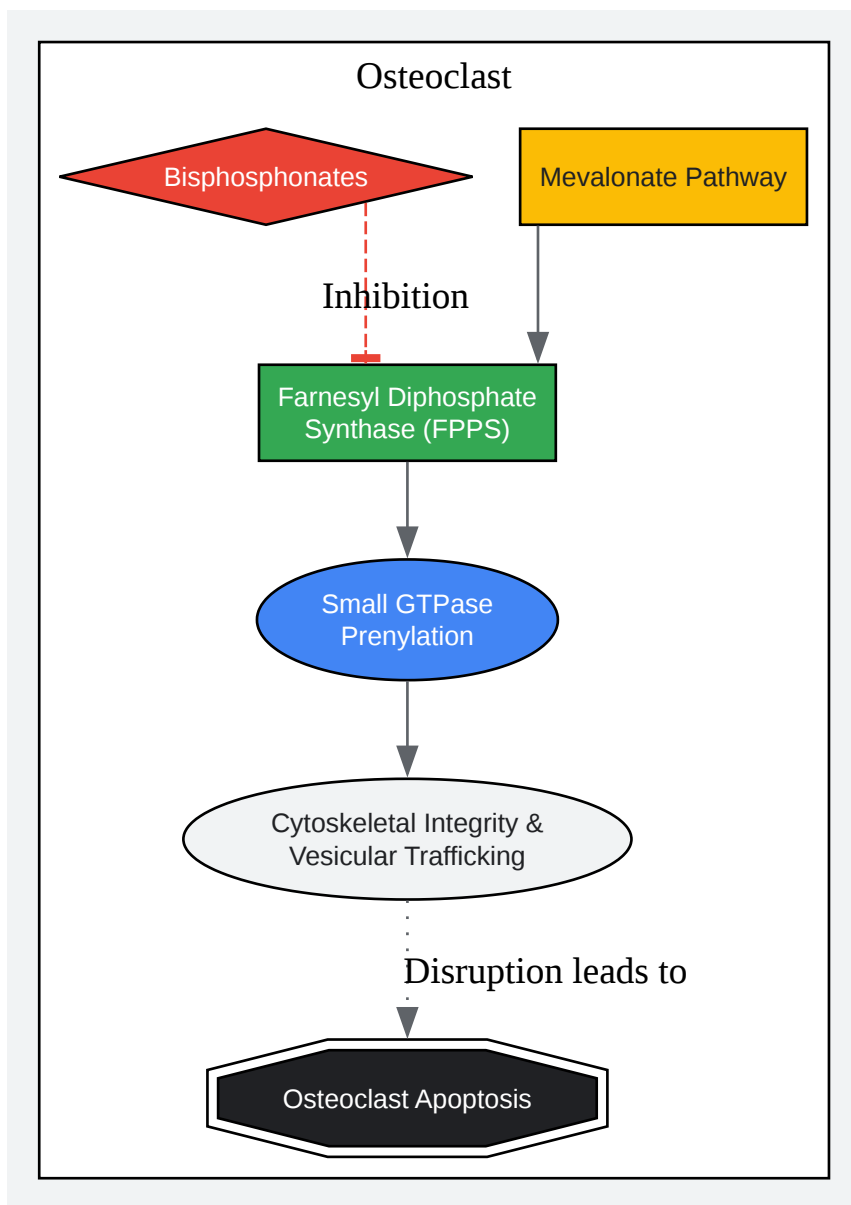 Osteoclast
Bisphosphonates
Mevalonate Pathway
Inhibition
Farnesyl Diphosphate
Synthase (FPPS)
Small GTPase
Prenylation
Cytoskeletal Integrity &
Vesicular Trafficking
Disruption leads to
Osteoclast Apoptosis